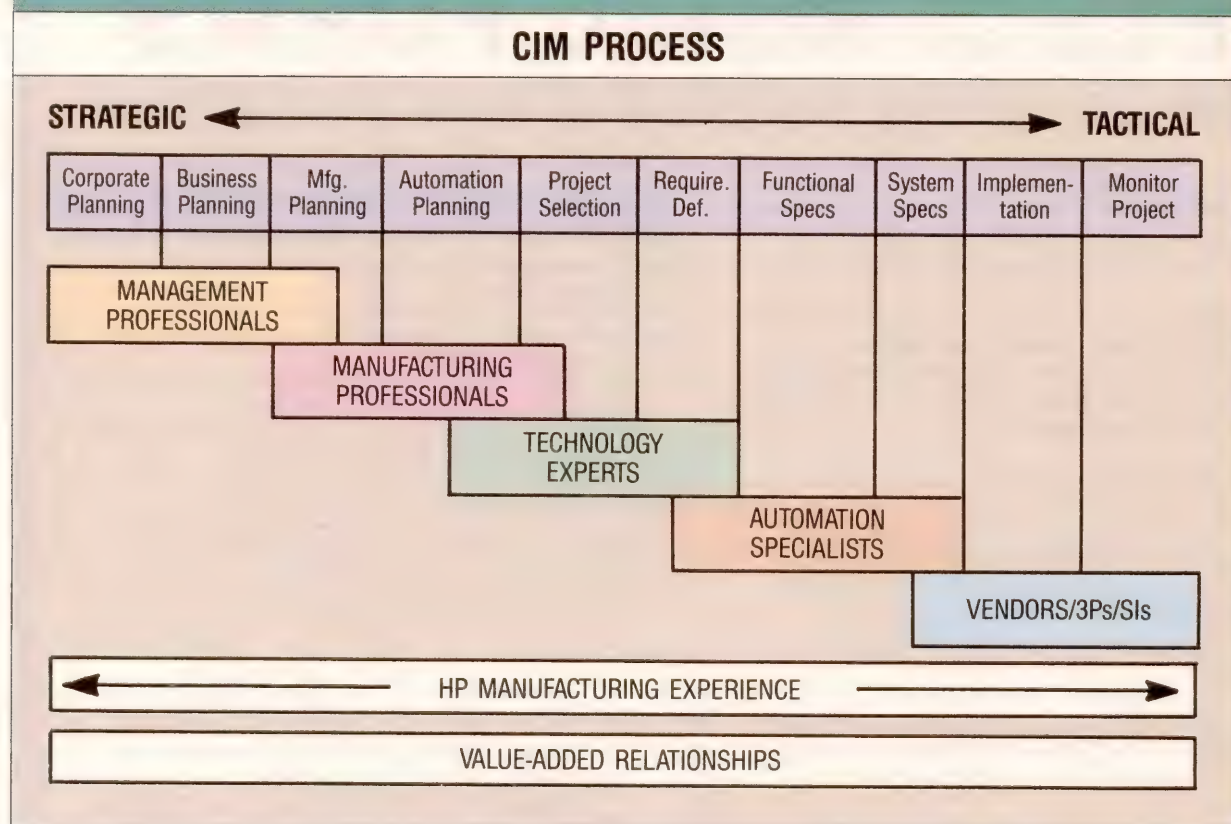 CIM PROCESS
STRATEGIC TACTICAL
Corporate Planning
Business Planning
Mfg. Planning
Automation Planning
Project Selection
Require. Def.
Functional Specs
System Specs
Implemen-
tation
Monitor Project
MANAGEMENT
PROFESSIONALS
MANUFACTURING
PROFESSIONALS
TECHNOLOGY
EXPERTS
AUTOMATION
SPECIALISTS
VENDORS/3Ps/SIs
HP MANUFACTURING EXPERIENCE
VALUE-ADDED RELATIONSHIPS